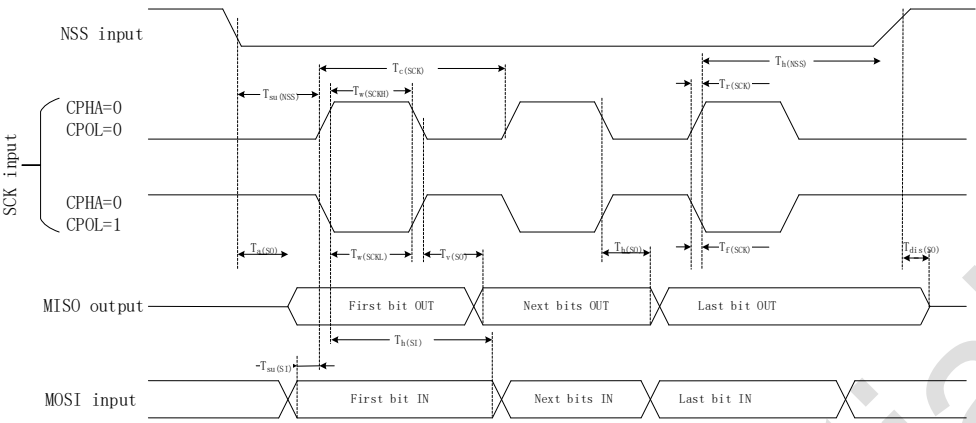 NSS input
Tc(SCK)
Th(NSS)
Tsu(NSS)
Tw(SCKH)
Tr(SCK)
SCK input
CPHA=0
CPOL=0
CPHA=0
CPOL=1
Ta(SO)
Tw(SCKL)
Tv(SO)
Th(SO)
Tf(SCK)
Tdis(SO)
MISO output
First bit OUT
Next bits OUT
Last bit OUT
Th(SI)
Tsu(SI)
MOSI input
First bit IN
Next bits IN
Last bit IN